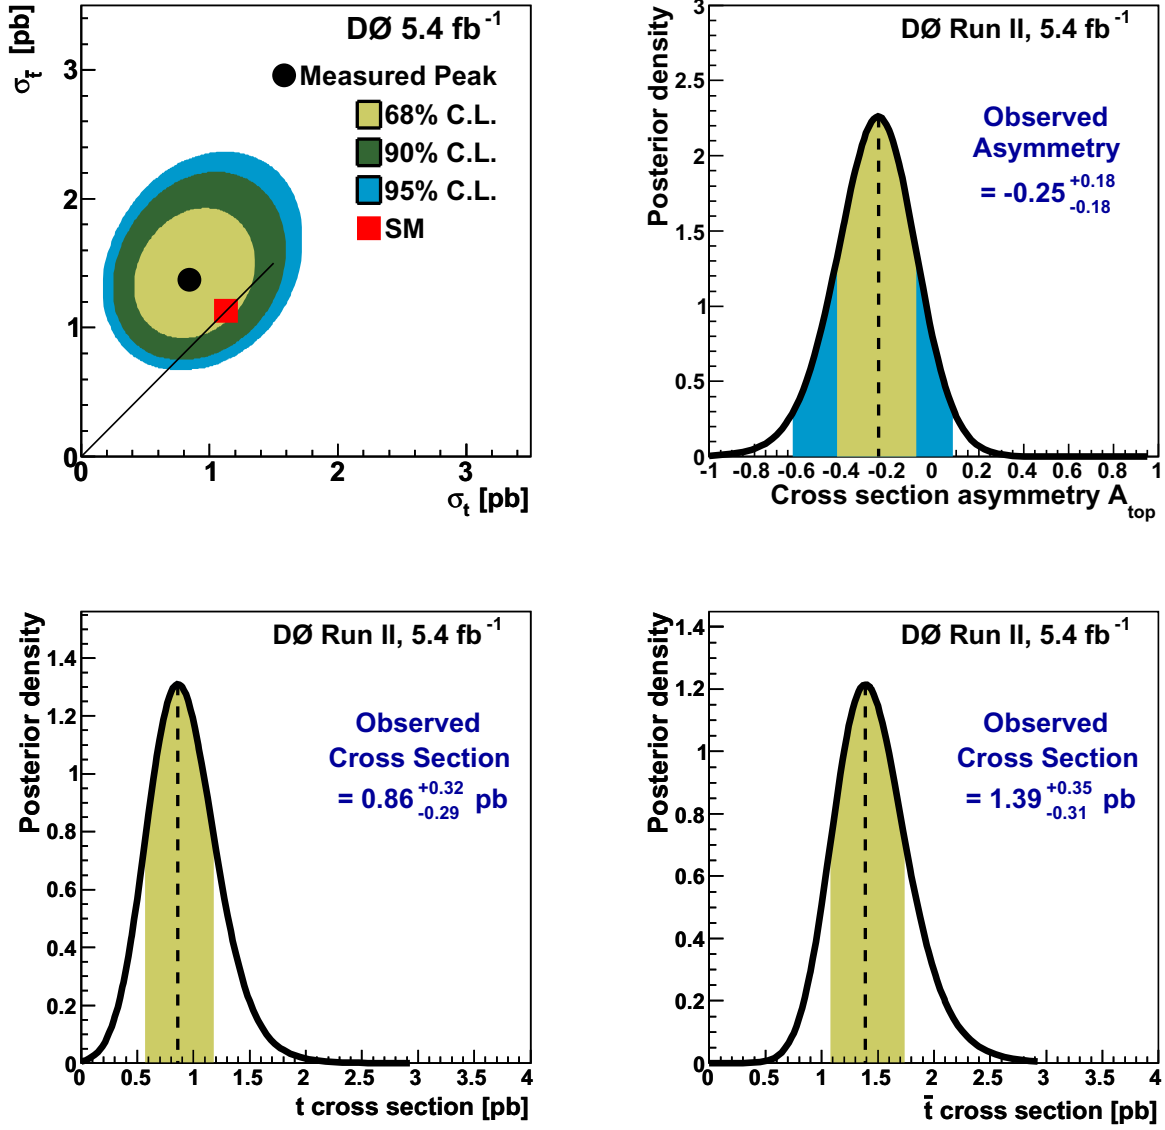 σt̄ [pb]
DØ 5.4 fb-1
Measured Peak
68% C.L.
90% C.L.
95% C.L.
SM
3
2
1
0
0 1 2 3
σt [pb]
Posterior density
DØ Run II, 5.4 fb-1
Observed
Asymmetry
= -0.25 +0.18 -0.18
3
2.5
2
1.5
1
0.5
0
-1 -0.8 -0.6 -0.4 -0.2 0 0.2 0.4 0.6 0.8 1
Cross section asymmetry Atop
Posterior density
DØ Run II, 5.4 fb-1
Observed
Cross Section
= 0.86 +0.32 -0.29 pb
1.4
1.2
1
0.8
0.6
0.4
0.2
0
0 0.5 1 1.5 2 2.5 3 3.5 4
t cross section [pb]
Posterior density
DØ Run II, 5.4 fb-1
Observed
Cross Section
= 1.39 +0.35 -0.31 pb
1.4
1.2
1
0.8
0.6
0.4
0.2
0
0 0.5 1 1.5 2 2.5 3 3.5 4
t̄ cross section [pb]